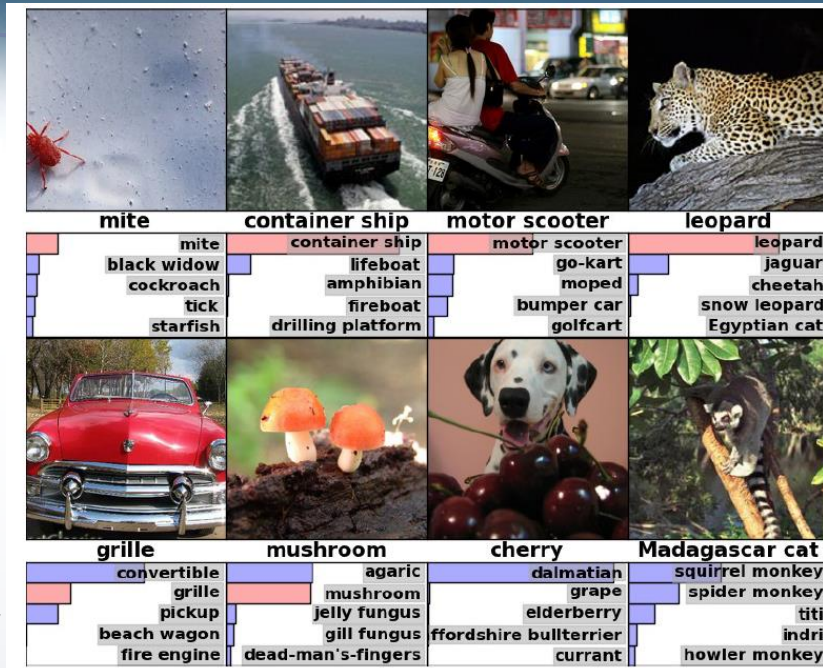 mite
container ship
motor scooter
leopard
mite
black widow
cockroach
tick
starfish
container ship
lifeboat
amphibian
fireboat
drilling platform
motor scooter
go-kart
moped
bumper car
golfcart
leopard
jaguar
cheetah
snow leopard
Egyptian cat
grille
mushroom
cherry
Madagascar cat
convertible
grille
pickup
beach wagon
fire engine
agaric
mushroom
jelly fungus
gill fungus
dead-man's-fingers
dalmatian
grape
elderberry
ffordshire bullterrier
currant
squirrel monkey
spider monkey
titi
indri
howler monkey